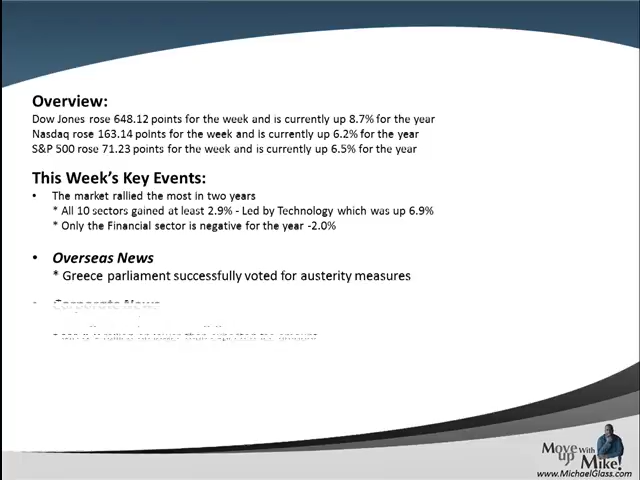 Overview:
Dow Jones rose 648.12 points for the week and is currently up 8.7% for the year
Nasdaq rose 163.14 points for the week and is currently up 6.2% for the year
S&P 500 rose 71.23 points for the week and is currently up 6.5% for the year
This Week's Key Events:
• The market rallied the most in two years
* All 10 sectors gained at least 2.9% - Led by Technology which was up 6.9%
* Only the Financial sector is negative for the year -2.0%
• Overseas News
* Greece parliament successfully voted for austerity measures
• Corporate News
Move up With Mike!
www.MichaelGlass.com